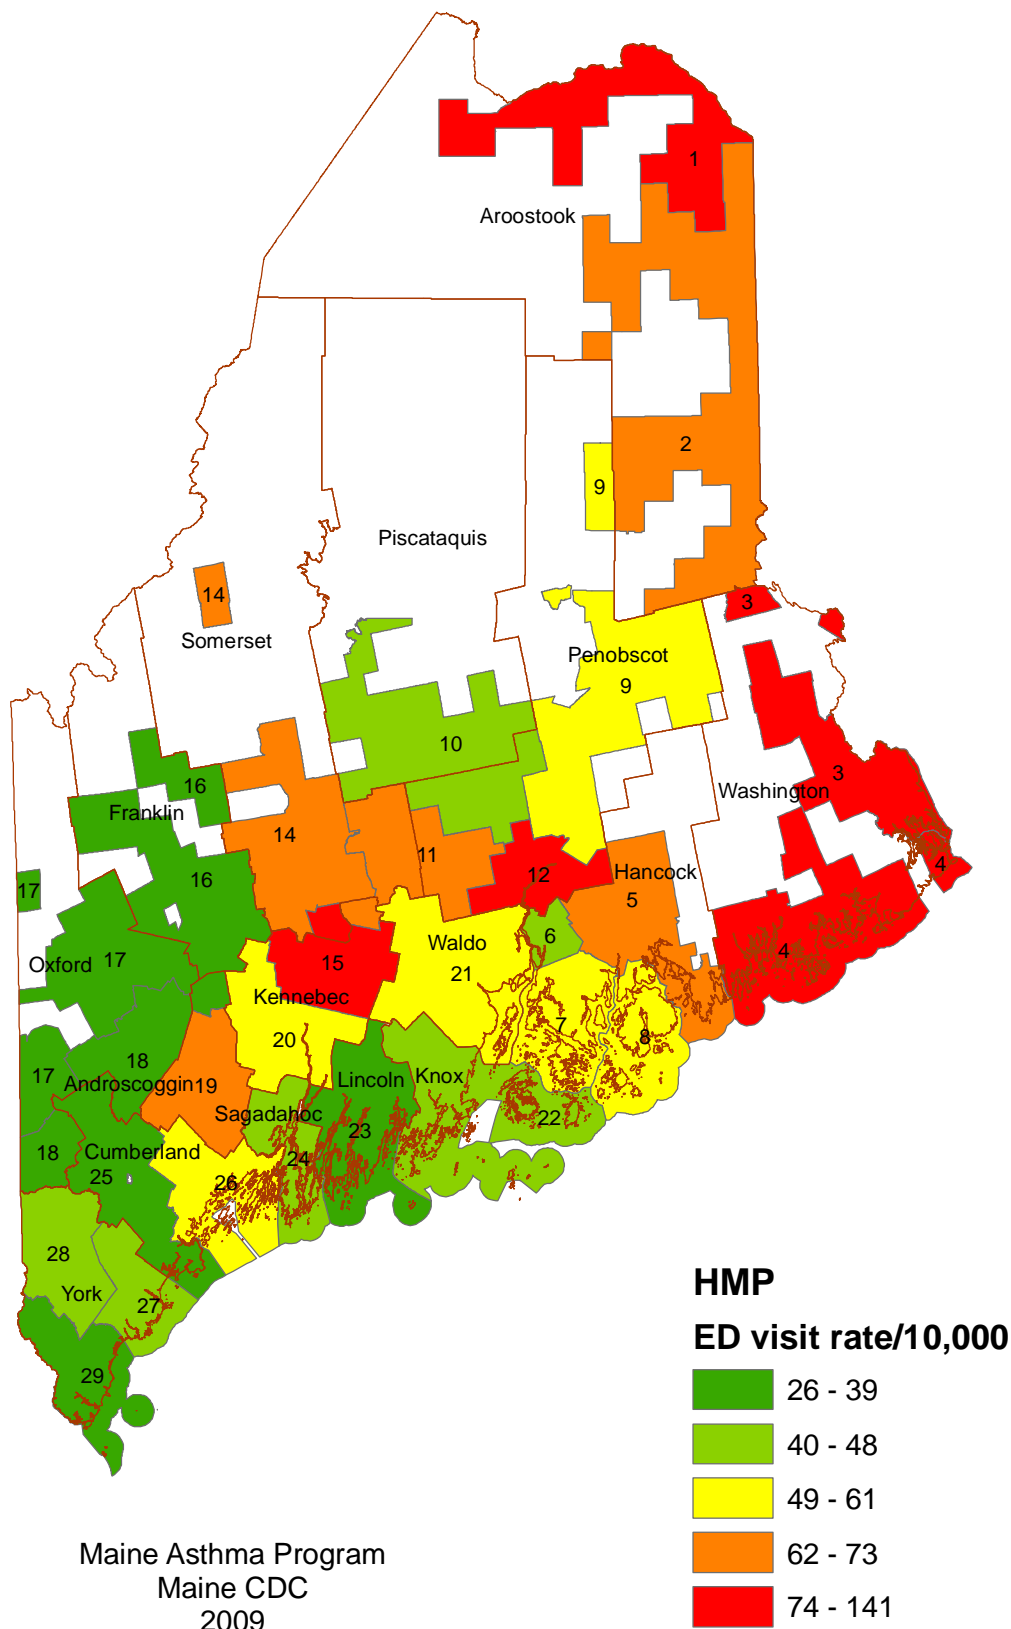 1
Aroostook
2
9
Piscataquis
14
3
Somerset
Penobscot
9
10
3
16
Washington
Franklin
14
11
4
12
Hancock
16
17
5
6
Waldo
4
Oxford
17
15
21
Kennebec
7
20
8
18
17
Androscoggin
19
Lincoln
Knox
Sagadahoc
22
23
Cumberland
18
24
25
26
28
HMP
York
27
ED visit rate/10,000
29
26 - 39
40 - 48
49 - 61
Maine Asthma Program
62 - 73
Maine CDC
74 - 141
2009